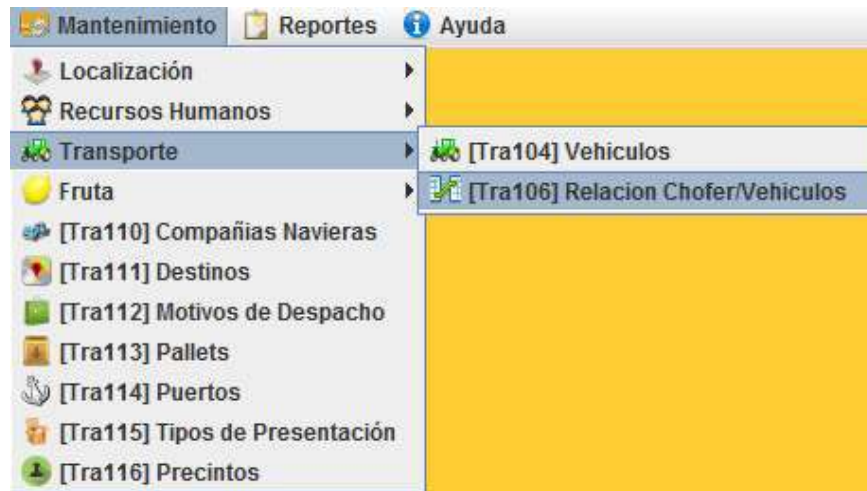 Mantenimiento Reportes Ayuda
Localización
Recursos Humanos
Transporte
[Tra104] Vehiculos
[Tra106] Relacion Chofer/Vehiculos
Fruta
[Tra110] Compañias Navieras
[Tra111] Destinos
[Tra112] Motivos de Despacho
[Tra113] Pallets
[Tra114] Puertos
[Tra115] Tipos de Presentación
[Tra116] Precintos